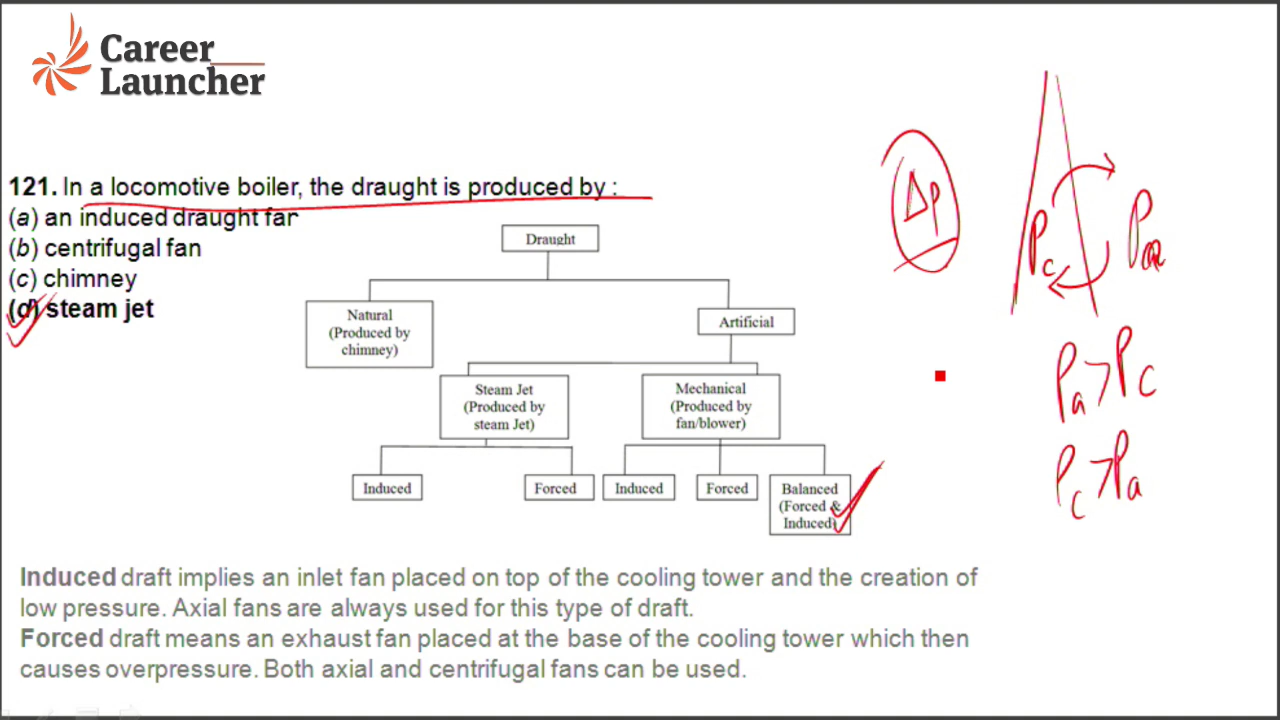 Career
Launcher
121. In a locomotive boiler, the draught is produced by :
(a) an induced draught fan
(b) centrifugal fan
(c) chimney
(d) steam jet
Draught
Natural
(Produced by
chimney)
Artificial
Steam Jet
(Produced by
steam Jet)
Mechanical
(Produced by
fan/blower)
Induced
Forced
Induced
Forced
Balanced
(Forced &
Induced)
Δp
Pc
Pa
Pa > Pc
Pc > Pa
Induced draft implies an inlet fan placed on top of the cooling tower and the creation of
low pressure. Axial fans are always used for this type of draft.
Forced draft means an exhaust fan placed at the base of the cooling tower which then
causes overpressure. Both axial and centrifugal fans can be used.